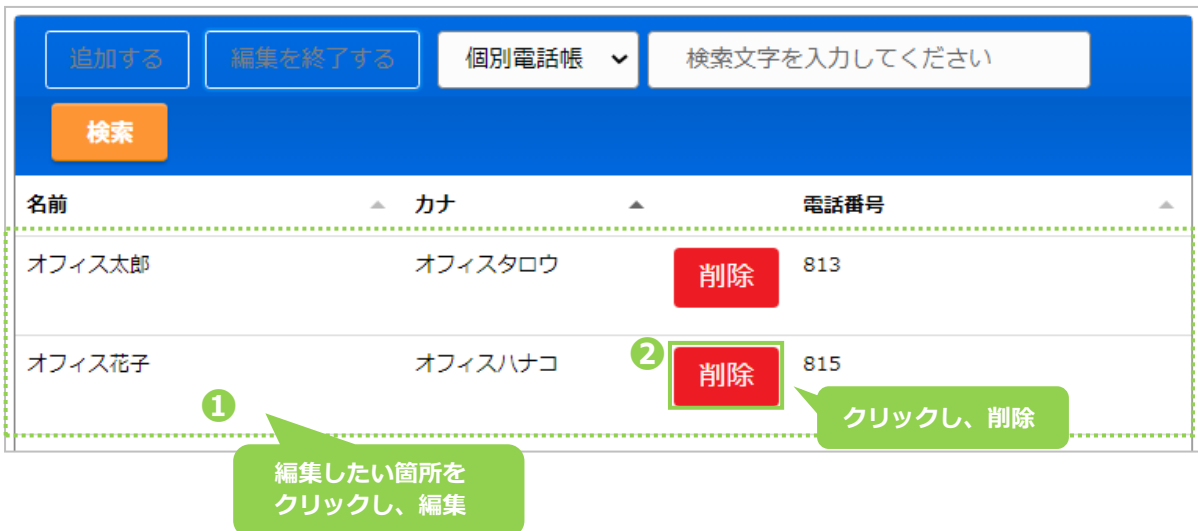 追加する 編集を終了する 個別電話帳 検索文字を入力してください
検索
名前 カナ 電話番号
オフィス太郎 オフィスタロウ 削除 813
オフィス花子 オフィスハナコ ❷ 削除 815
❶ クリックし、削除
編集したい箇所を
クリックし、編集